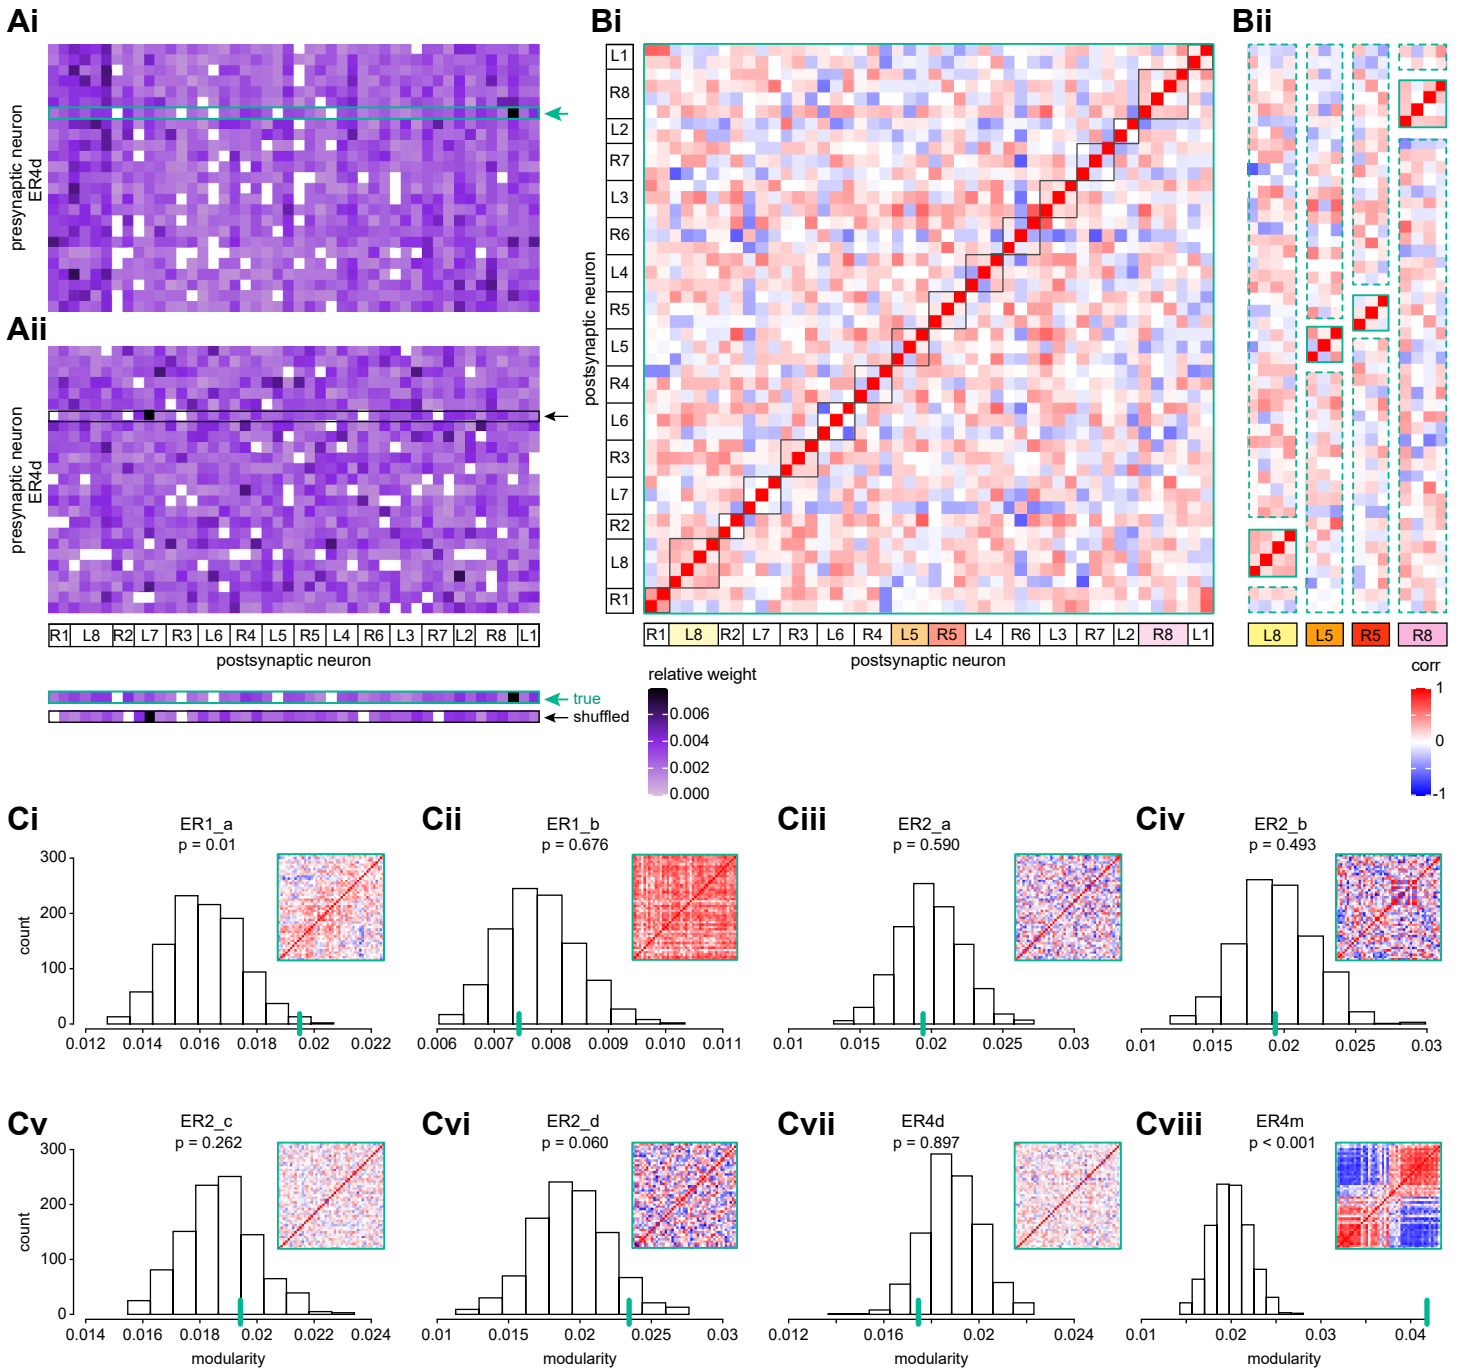 Ai
presynaptic neuron
ER4d
Aii
presynaptic neuron
ER4d
R1 L8 R2 L7 R3 L6 R4 L5 R5 L4 R6 L3 R7 L2 R8 L1
postsynaptic neuron
true
shuffled
Bi
L1
R8
L2
R7
L3
R6
L4
R5
L5
R4
L6
R3
L7
R2
L8
R1
postsynaptic neuron
R1 L8 R2 L7 R3 L6 R4 L5 R5 L4 R6 L3 R7 L2 R8 L1
postsynaptic neuron
relative weight
0.006
0.004
0.002
0.000
Bii
L8 L5 R5 R8
corr
1
0
-1
Ci
ER1_a
p = 0.01
count
300
200
100
0
0.012 0.014 0.016 0.018 0.02 0.022
Cii
ER1_b
p = 0.676
0.006 0.007 0.008 0.009 0.010 0.011
Ciii
ER2_a
p = 0.590
0.01 0.015 0.02 0.025 0.03
Civ
ER2_b
p = 0.493
0.01 0.015 0.02 0.025 0.03
Cv
ER2_c
p = 0.262
count
300
200
100
0
0.014 0.016 0.018 0.02 0.022 0.024
modularity
Cvi
ER2_d
p = 0.060
0.01 0.015 0.02 0.025 0.03
modularity
Cvii
ER4d
p = 0.897
0.012 0.016 0.02 0.024
modularity
Cviii
ER4m
p < 0.001
0.01 0.02 0.03 0.04
modularity